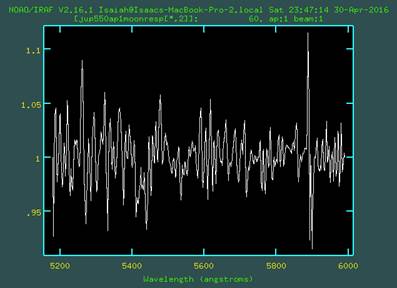 NOAO/IRAF V2.16.1 Isaiah@Isaacs-MacBook-Pro-2.local Sat 23:47:14 30-Apr-2016
[jup550ap1moonresp[*,2]]: 60, ap:1 beam:1
1.1
1.05
1
.95
5200 5400 5600 5800 6000
Wavelength (angstroms)